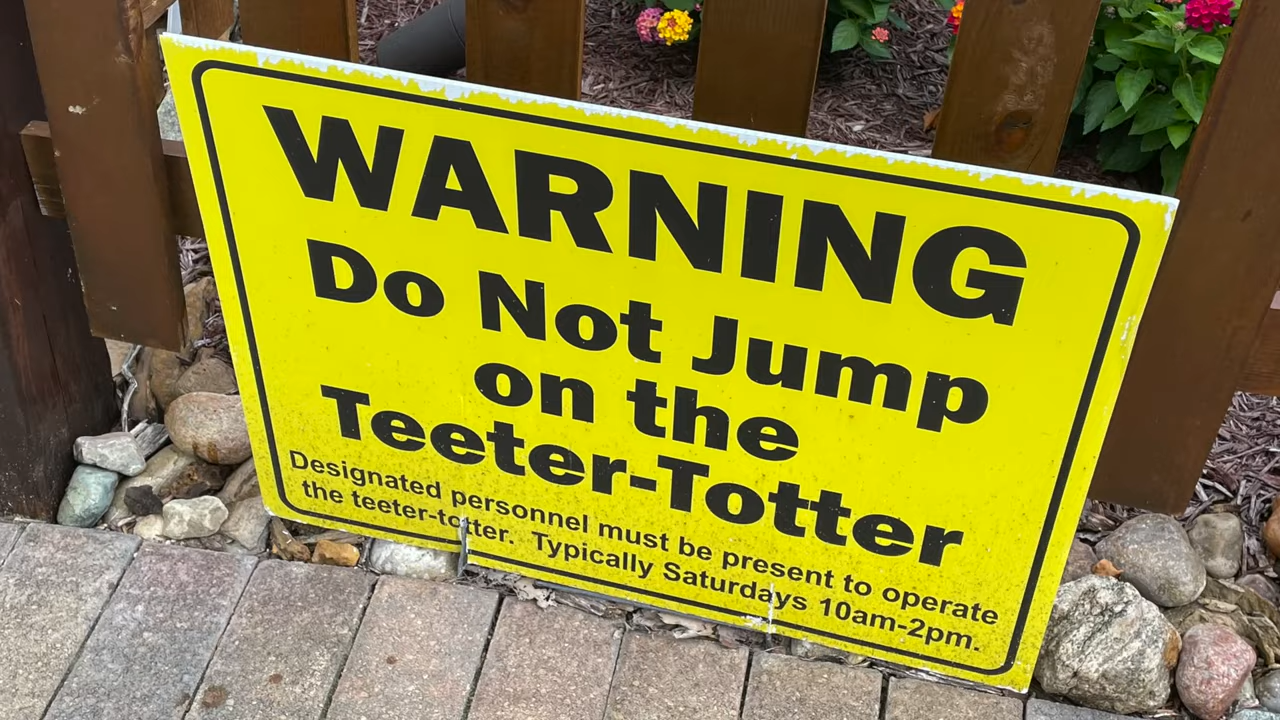 WARNING
Do Not Jump
on the
Teeter-Totter
Designated personnel must be present to operate
the teeter-totter. Typically Saturdays 10am-2pm.